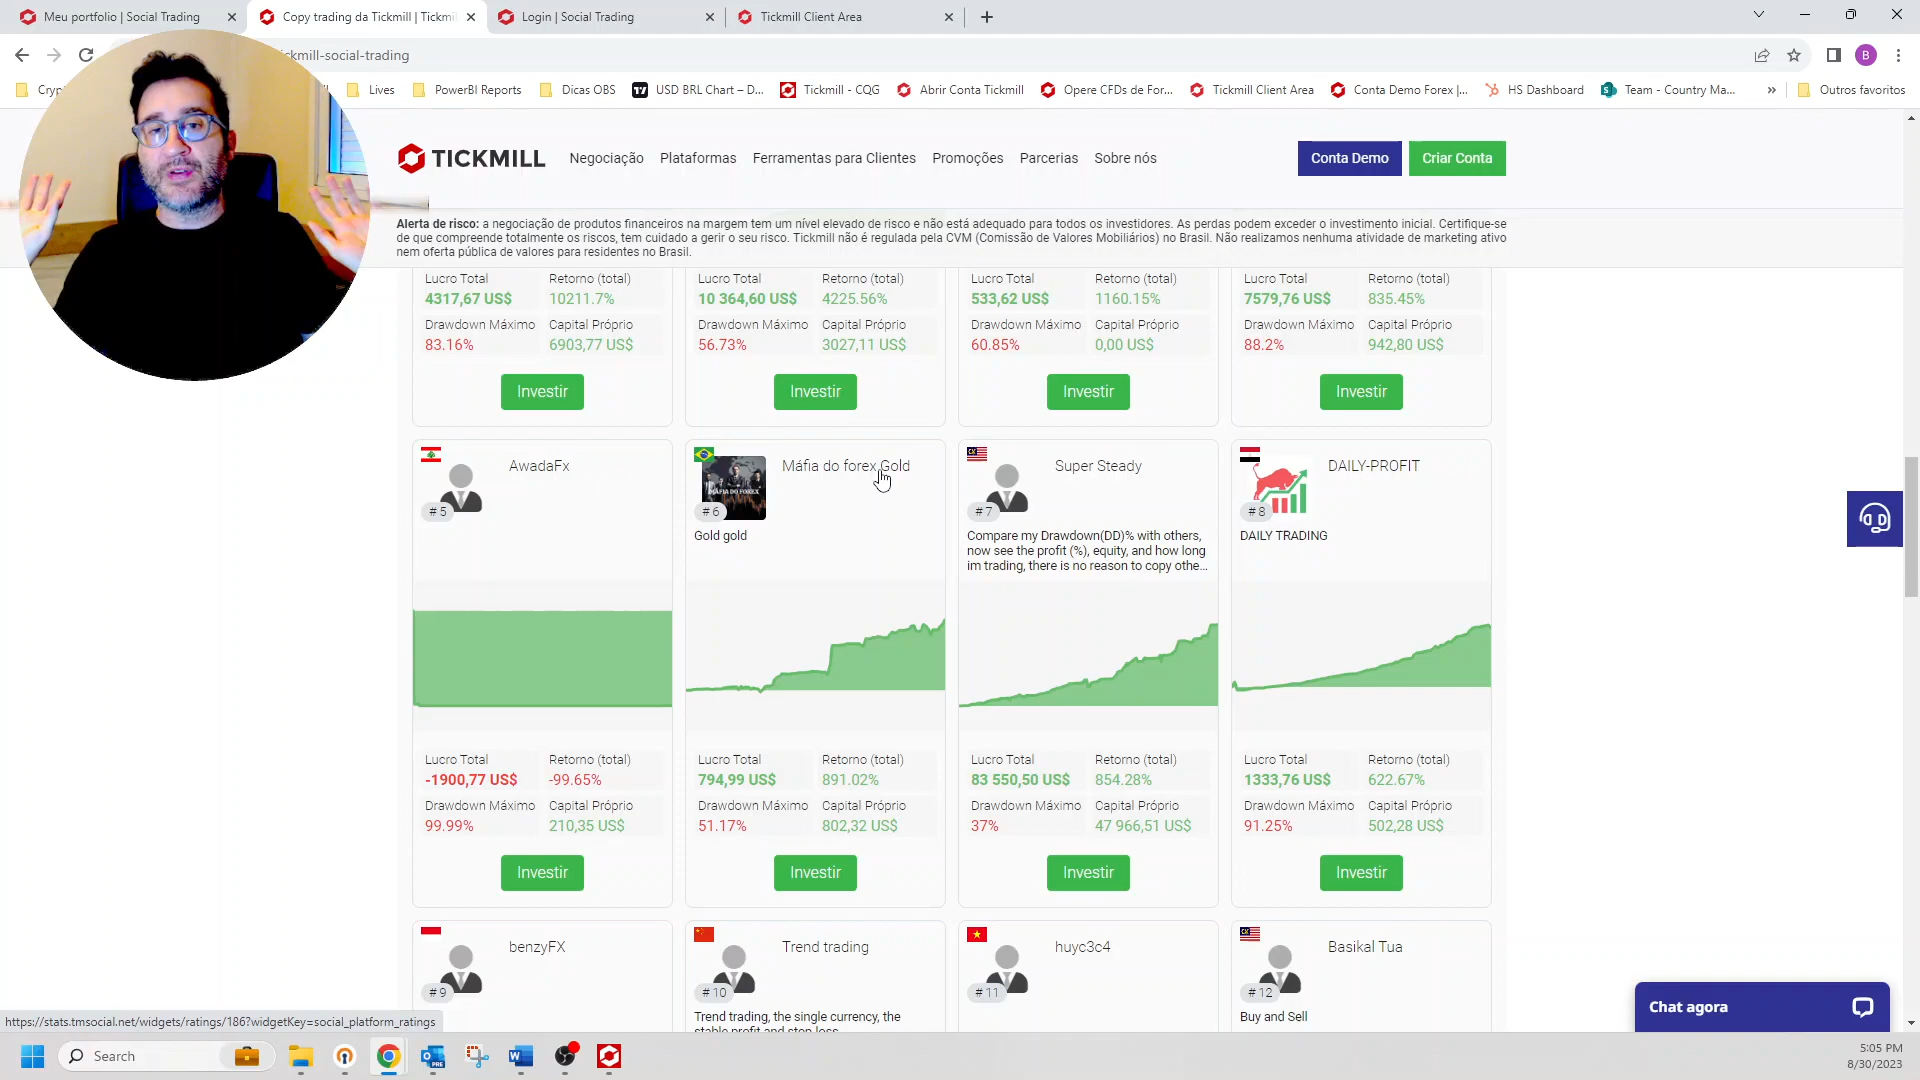 Meu portfolio | Social Trading
Copy trading da Tickmill | Tickmi
Login | Social Trading
Tickmill Client Area
ickmill-social-trading
B
Lives
PowerBI Reports
Dicas OBS
USD BRL Chart – D...
Tickmill - CQG
Abrir Conta Tickmill
Opere CFDs de For...
Tickmill Client Area
Conta Demo Forex |...
HS Dashboard
Team - Country Ma...
»
Outros favoritos
TICKMILL
Negociação
Plataformas
Ferramentas para Clientes
Promoções
Parcerias
Sobre nós
Conta Demo
Criar Conta
Alerta de risco: a negociação de produtos financeiros na margem tem um nível elevado de risco e não está adequado para todos os investidores. As perdas podem exceder o investimento inicial. Certifique-se
de que compreende totalmente os riscos, tem cuidado a gerir o seu risco. Tickmill não é regulada pela CVM (Comissão de Valores Mobiliários) no Brasil. Não realizamos nenhuma atividade de marketing ativo
nem oferta pública de valores para residentes no Brasil.
Lucro Total
Retorno (total)
4317,67 US$
10211.7%
Drawdown Máximo
Capital Próprio
83.16%
6903,77 US$
Investir
Lucro Total
Retorno (total)
10 364,60 US$
4225.56%
Drawdown Máximo
Capital Próprio
56.73%
3027,11 US$
Investir
Lucro Total
Retorno (total)
533,62 US$
1160.15%
Drawdown Máximo
Capital Próprio
60.85%
0,00 US$
Investir
Lucro Total
Retorno (total)
7579,76 US$
835.45%
Drawdown Máximo
Capital Próprio
88.2%
942,80 US$
Investir
AwadaFx
#5
Lucro Total
Retorno (total)
-1900,77 US$
-99.65%
Drawdown Máximo
Capital Próprio
99.99%
210,35 US$
Investir
Máfia do forex Gold
MÁFIA DO FOREX
#6
Gold gold
Lucro Total
Retorno (total)
794,99 US$
891.02%
Drawdown Máximo
Capital Próprio
51.17%
802,32 US$
Investir
Super Steady
#7
Compare my Drawdown(DD)% with others,
now see the profit (%), equity, and how long
im trading, there is no reason to copy othe...
Lucro Total
Retorno (total)
83 550,50 US$
854.28%
Drawdown Máximo
Capital Próprio
37%
47 966,51 US$
Investir
DAILY-PROFIT
#8
DAILY TRADING
Lucro Total
Retorno (total)
1333,76 US$
622.67%
Drawdown Máximo
Capital Próprio
91.25%
502,28 US$
Investir
benzyFX
#9
Trend trading
#10
Trend trading, the single currency, the
stable profit and stop loss
huyc3c4
#11
Basikal Tua
#12
Buy and Sell
Chat agora
https://stats.tmsocial.net/widgets/ratings/186?widgetKey=social_platform_ratings
Search
5:05 PM
8/30/2023